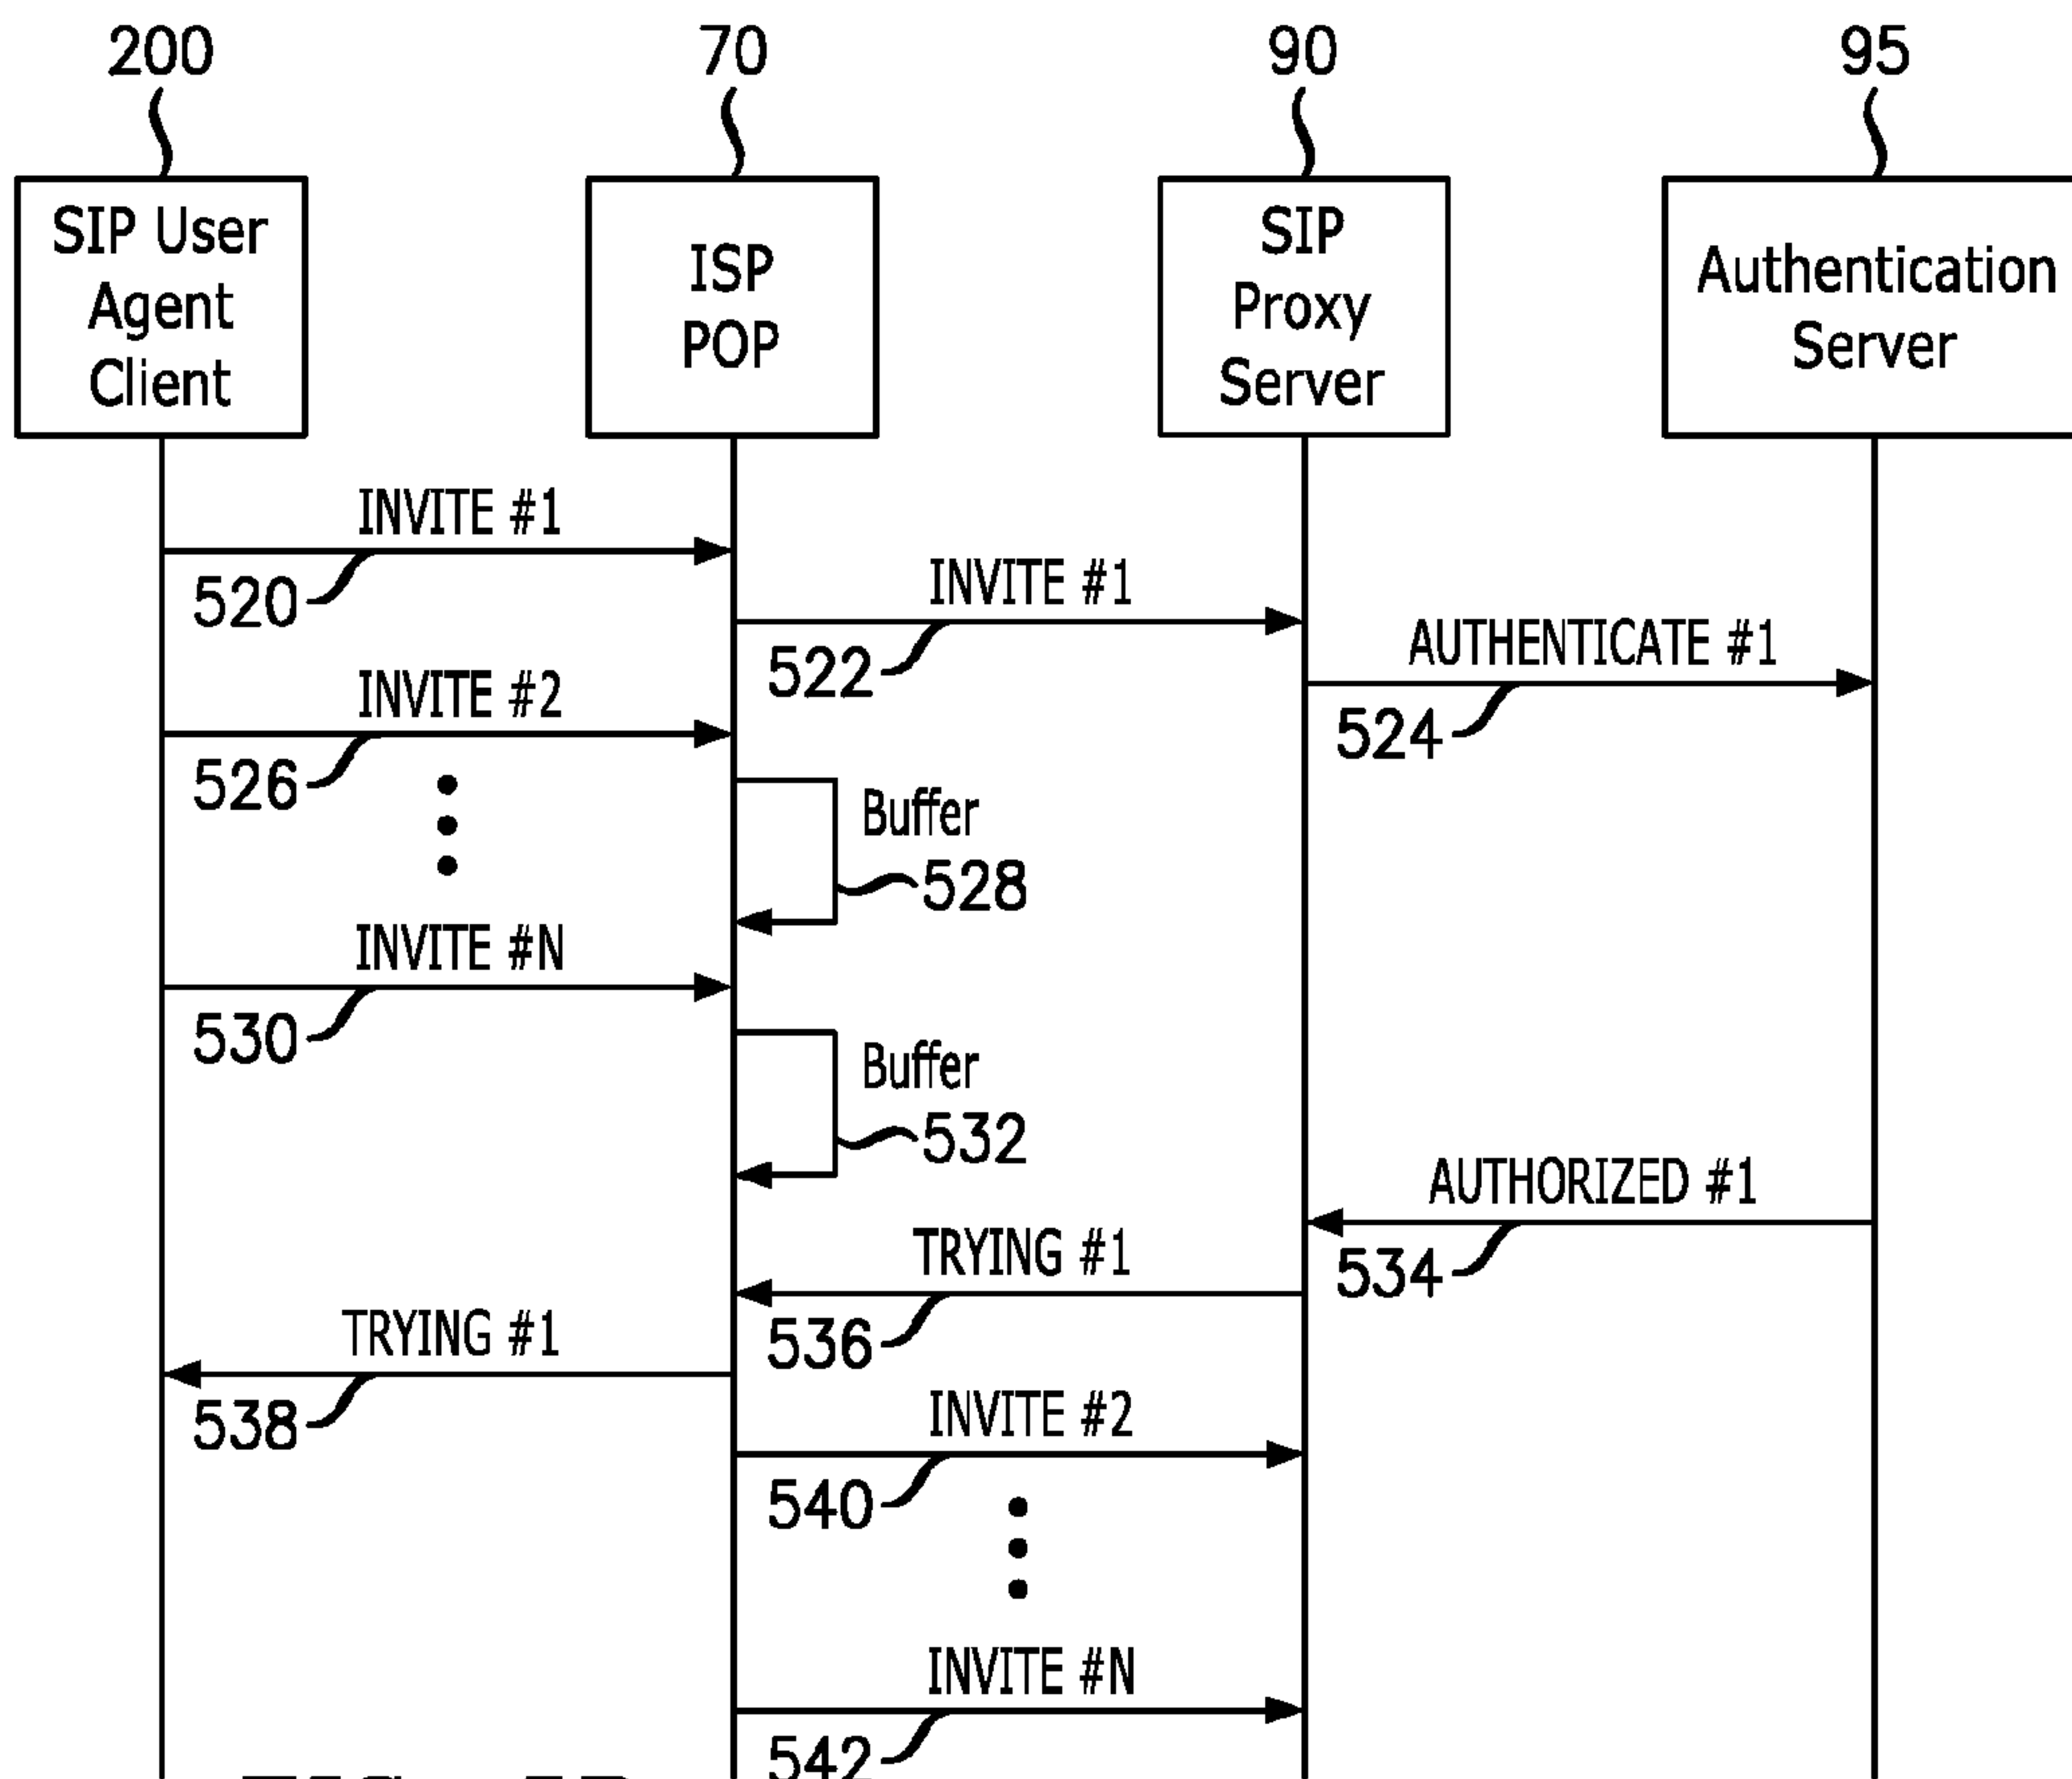 200
70
90
95
SIP User
Agent
Client
ISP
POP
SIP
Proxy
Server
Authentication
Server
INVITE #1
520
INVITE #1
522
AUTHENTICATE #1
524
INVITE #2
526
Buffer
528
INVITE #N
530
Buffer
532
AUTHORIZED #1
534
TRYING #1
536
TRYING #1
538
INVITE #2
540
INVITE #N
542